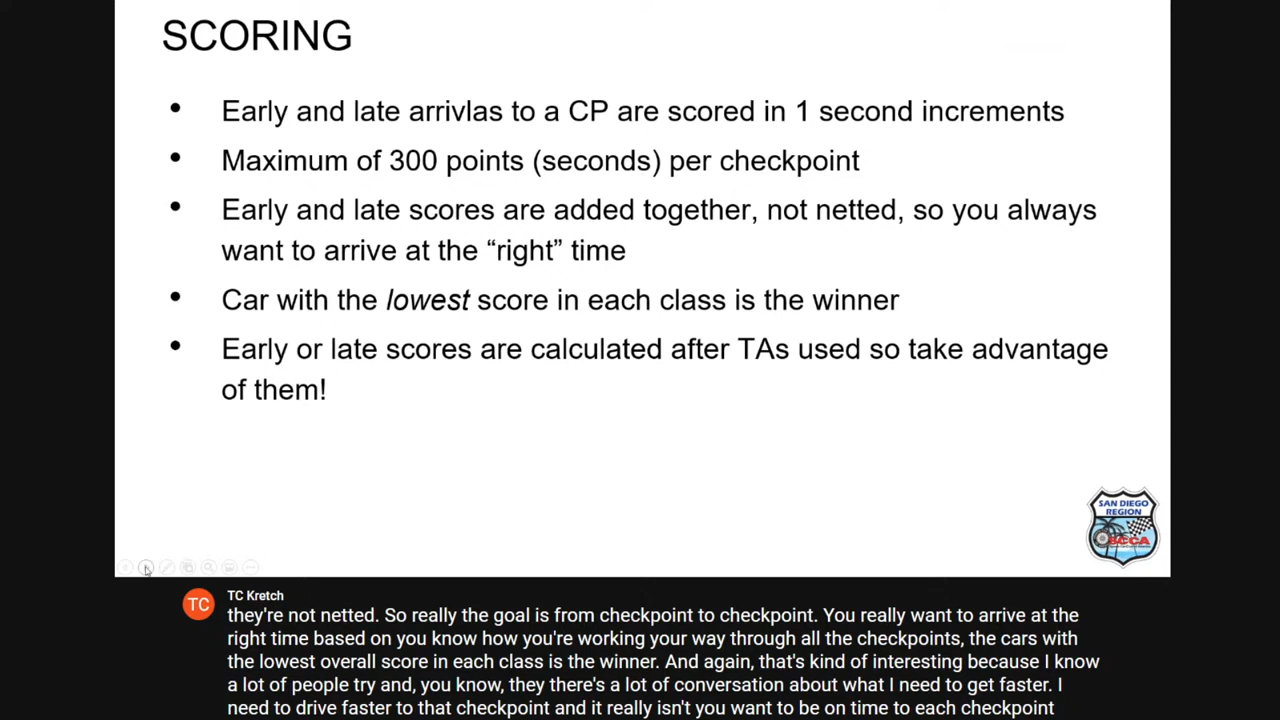 SCORING
• Early and late arrivlas to a CP are scored in 1 second increments
• Maximum of 300 points (seconds) per checkpoint
• Early and late scores are added together, not netted, so you always
want to arrive at the “right” time
• Car with the lowest score in each class is the winner
• Early or late scores are calculated after TAs used so take advantage
of them!
SAN DIEGO
REGION
SCCA
TC
TC Kretch
they're not netted. So really the goal is from checkpoint to checkpoint. You really want to arrive at the
right time based on you know how you're working your way through all the checkpoints, the cars with
the lowest overall score in each class is the winner. And again, that's kind of interesting because I know
a lot of people try and, you know, they there's a lot of conversation about what I need to get faster. I
need to drive faster to that checkpoint and it really isn't you want to be on time to each checkpoint